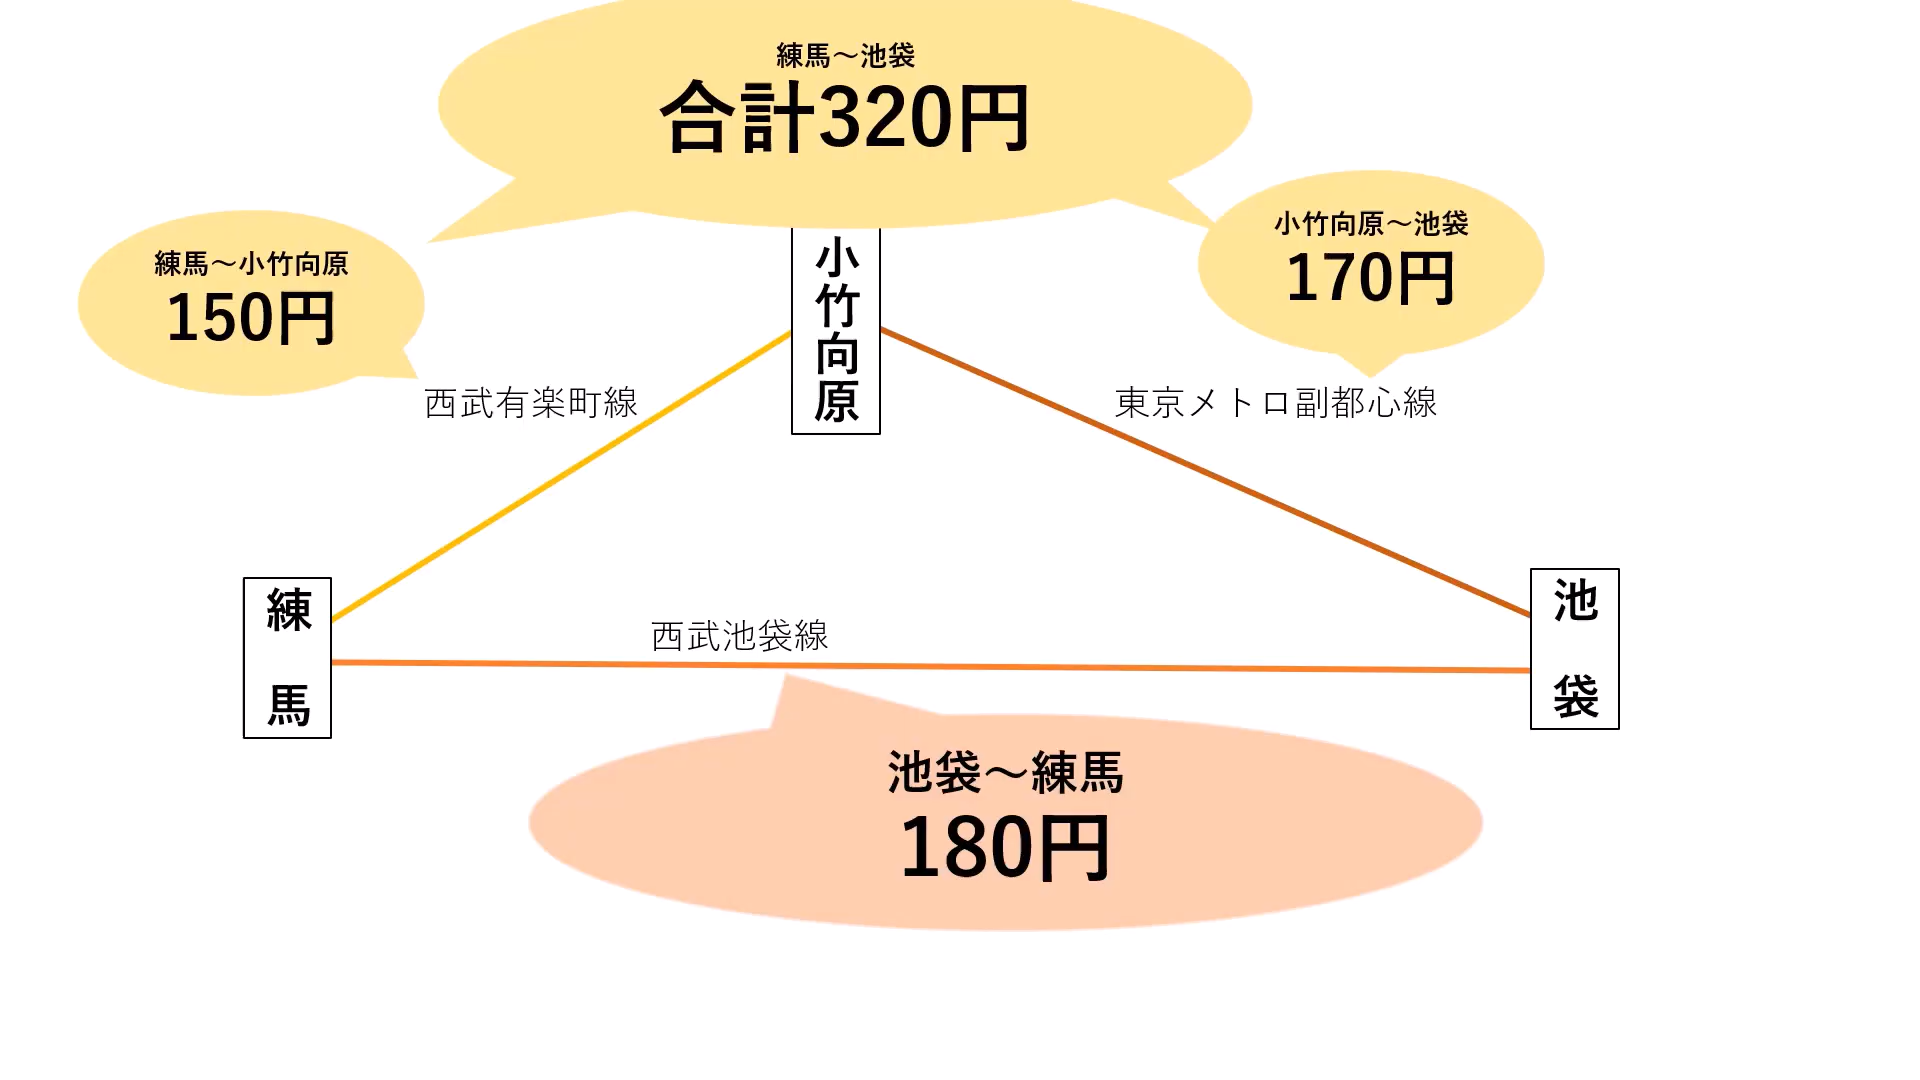 練馬～池袋
合計320円
練馬～小竹向原
150円
小竹向原～池袋
170円
小竹向原
西武有楽町線
東京メトロ副都心線
練馬
西武池袋線
池袋
池袋～練馬
180円